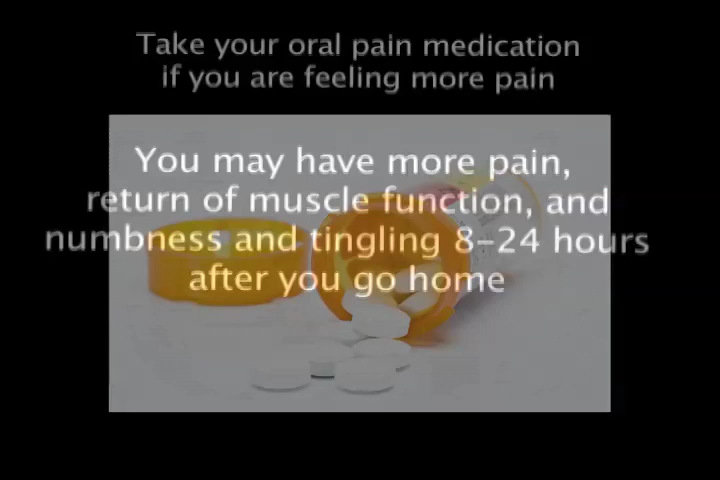 Take your oral pain medication
if you are feeling more pain
You may have more pain,
return of muscle function, and
numbness and tingling 8-24 hours
after you go home